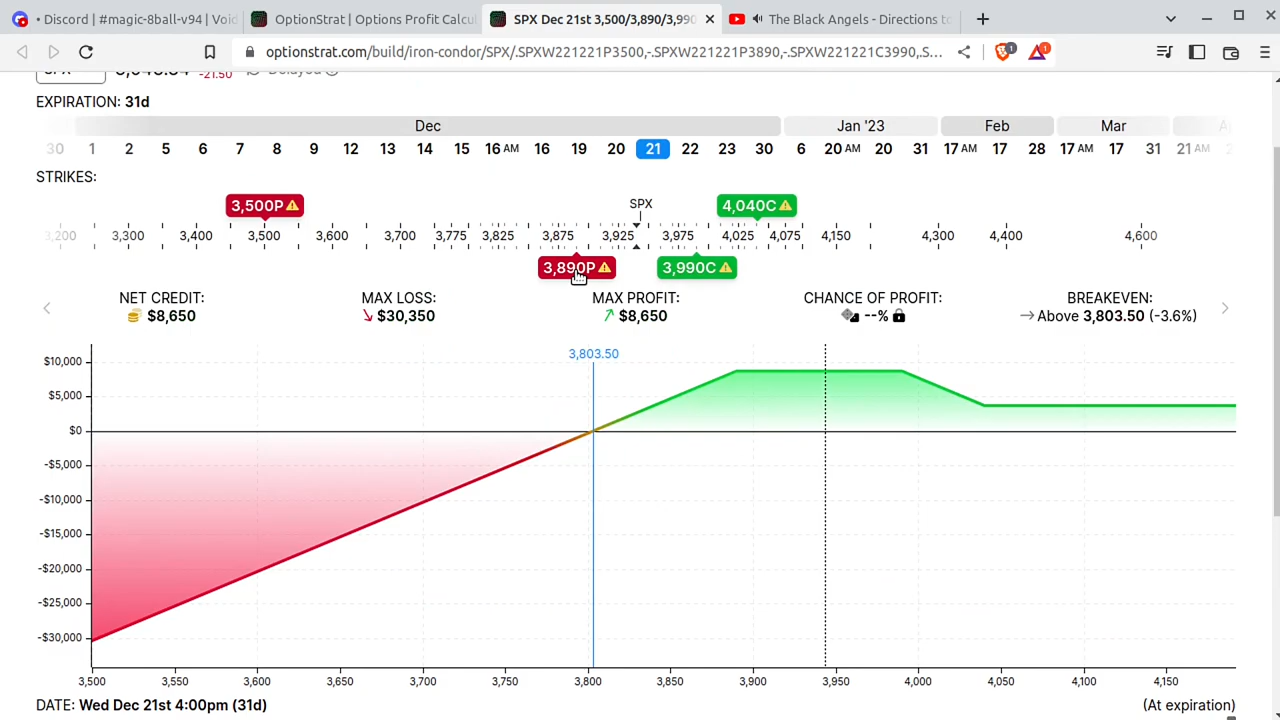 • Discord | #magic-8ball-v94 | Void
OptionStrat | Options Profit Calcu
SPX Dec 21st 3,500/3,890/3,990
The Black Angels - Directions to
optionstrat.com/build/iron-condor/SPX/.SPXW221221P3500,-.SPXW221221P3890,-.SPXW221221C3990,.S...
1
1
-21.50
Delayed
EXPIRATION: 31d
Dec
Jan '23
Feb
Mar
30 1 2 5 6 7 8 9 12 13 14 15 16 AM 16 19 20 21 22 23 30 6 20 AM 20 31 17 AM 17 28 17 AM 17 31 21 AM
STRIKES:
SPX
3,500P
4,040C
3,200 3,300 3,400 3,500 3,600 3,700 3,775 3,825 3,875 3,925 3,975 4,025 4,075 4,150 4,300 4,400 4,600
3,890P
3,990C
NET CREDIT:
$8,650
MAX LOSS:
$30,350
MAX PROFIT:
$8,650
CHANCE OF PROFIT:
--%
BREAKEVEN:
Above 3,803.50 (-3.6%)
3,803.50
$10,000
$5,000
$0
-$5,000
-$10,000
-$15,000
-$20,000
-$25,000
-$30,000
3,500 3,550 3,600 3,650 3,700 3,750 3,800 3,850 3,900 3,950 4,000 4,050 4,100 4,150
DATE: Wed Dec 21st 4:00pm (31d)
(At expiration)